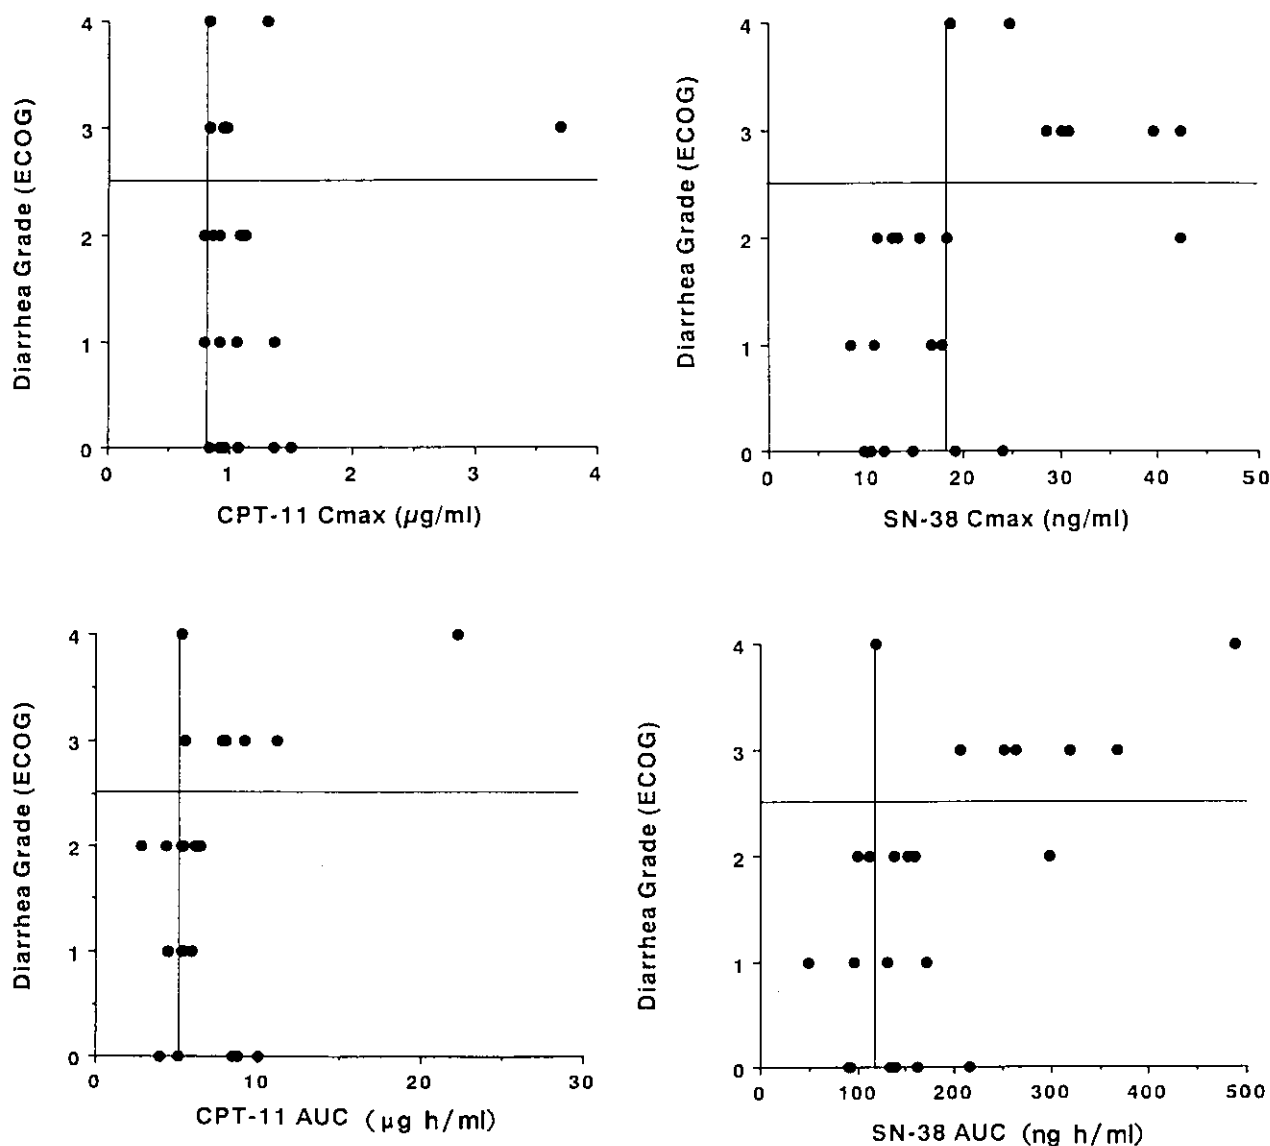 Diarrhea Grade (ECOG)
4
3
2
1
0
0 1 2 3 4
CPT-11 Cmax (µg/ml)
Diarrhea Grade (ECOG)
4
3
2
1
0
0 10 20 30 40 50
SN-38 Cmax (ng/ml)
Diarrhea Grade (ECOG)
4
3
2
1
0
0 10 20 30
CPT-11 AUC (µg h/ml)
Diarrhea Grade (ECOG)
4
3
2
1
0
0 100 200 300 400 500
SN-38 AUC (ng h/ml)